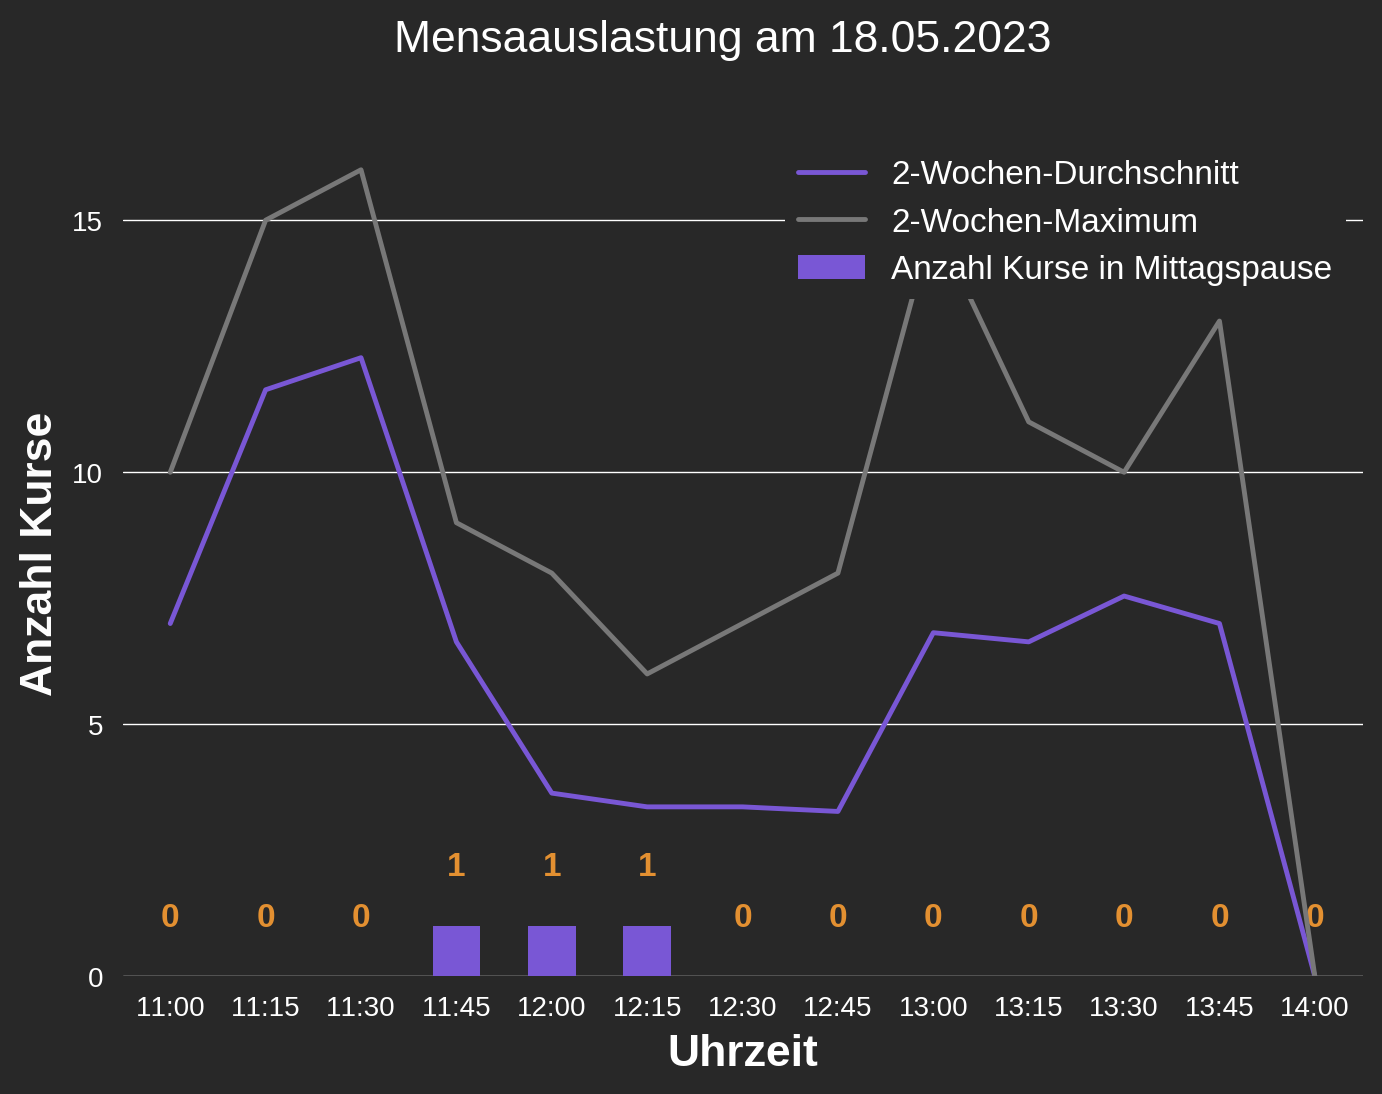 Mensaauslastung am 18.05.2023
2-Wochen-Durchschnitt
2-Wochen-Maximum
Anzahl Kurse in Mittagspause
Anzahl Kurse
15
10
5
0
0 0 0 1 1 1 0 0 0 0 0 0 0
11:00 11:15 11:30 11:45 12:00 12:15 12:30 12:45 13:00 13:15 13:30 13:45 14:00
Uhrzeit